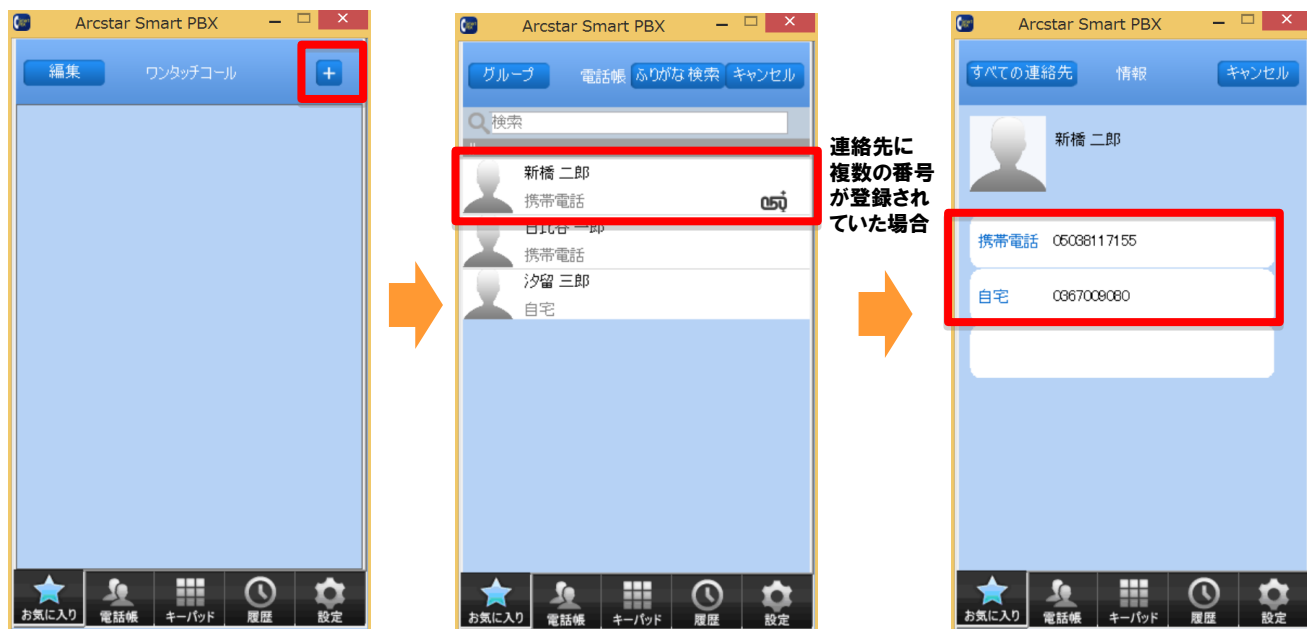 Arcstar Smart PBX
編集 ワンタッチコール +
お気に入り 電話帳 キーパッド 履歴 設定
Arcstar Smart PBX
グループ 電話帳 ふりがな検索 キャンセル
検索
新橋 二郎
携帯電話 050
日比谷 一郎
携帯電話
汐留 三郎
自宅
お気に入り 電話帳 キーパッド 履歴 設定
連絡先に
複数の番号
が登録され
ていた場合
Arcstar Smart PBX
すべての連絡先 情報 キャンセル
新橋 二郎
携帯電話 05038117155
自宅 0367009080
お気に入り 電話帳 キーパッド 履歴 設定